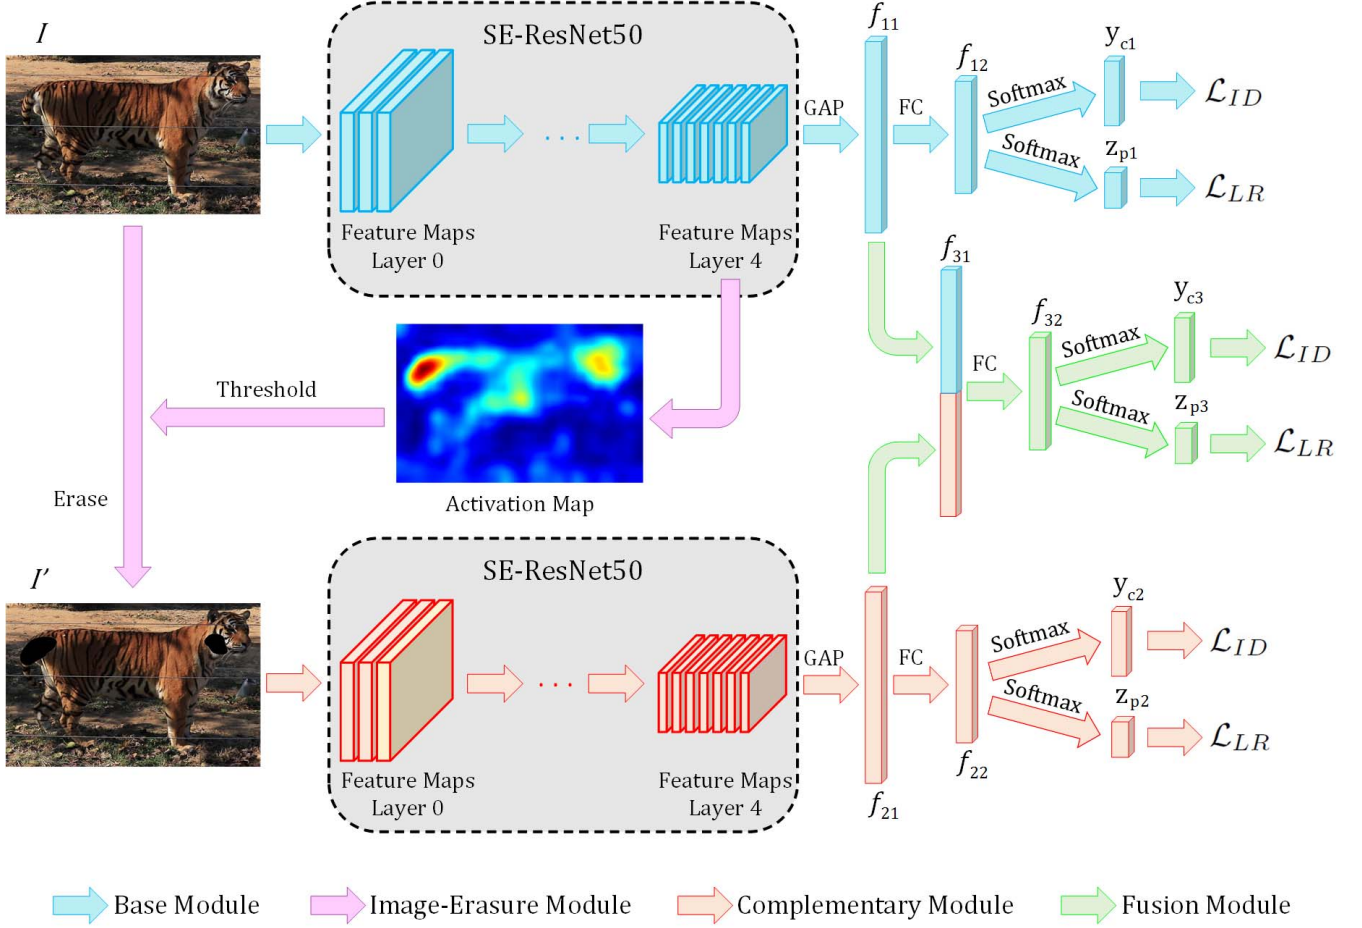 I
SE-ResNet50
Feature Maps
Layer 0
. . .
Feature Maps
Layer 4
GAP
f11
FC
f12
Softmax
Softmax
yc1
ℒID
zp1
ℒLR
f31
FC
f32
Softmax
Softmax
yc3
ℒID
zp3
ℒLR
Threshold
Activation Map
Erase
I'
SE-ResNet50
Feature Maps
Layer 0
. . .
Feature Maps
Layer 4
GAP
f21
FC
f22
Softmax
Softmax
yc2
ℒID
zp2
ℒLR
Base Module
Image-Erasure Module
Complementary Module
Fusion Module